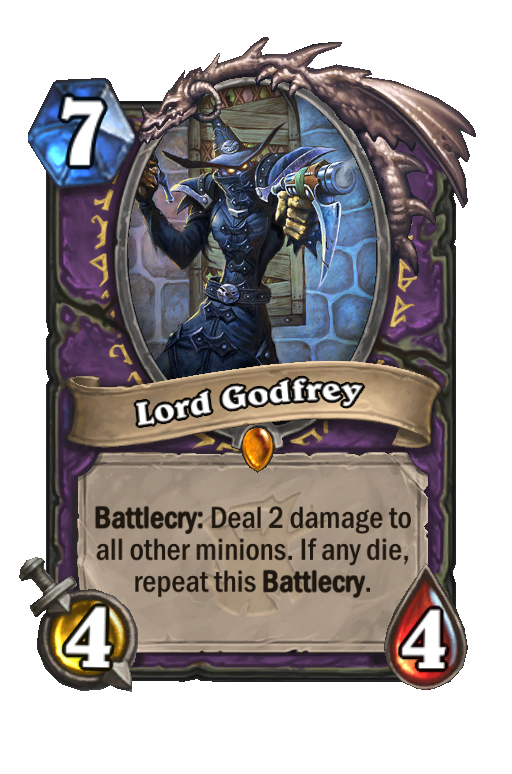 7
Lord Godfrey
Battlecry: Deal 2 damage to
all other minions. If any die,
repeat this Battlecry.
4
4